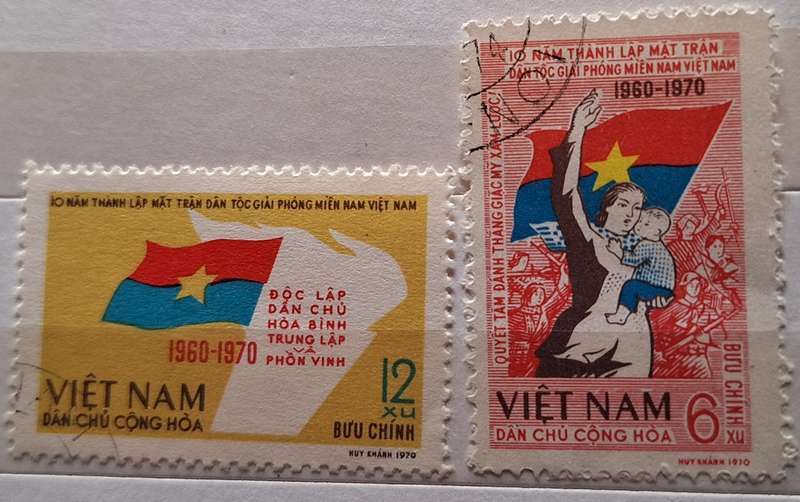 10 NĂM THÀNH LẬP MẶT TRẬN DÂN TỘC GIẢI PHÓNG MIỀN NAM VIỆT NAM
ĐỘC LẬP
DÂN CHỦ
HÒA BÌNH
TRUNG LẬP
VÀ
PHỒN VINH
1960-1970
12
XU
VIỆT NAM
DÂN CHỦ CỘNG HÒA
BƯU CHÍNH
HUY KHÁNH 1970
10 NĂM THÀNH LẬP MẶT TRẬN
DÂN TỘC GIẢI PHÓNG MIỀN NAM VIỆT NAM
1960-1970
QUYẾT TÂM ĐÁNH THẮNG GIẶC MỸ XÂM LƯỢC!
BƯU CHÍNH
VIỆT NAM
DÂN CHỦ CỘNG HÒA
6
XU
HUY KHÁNH 1970